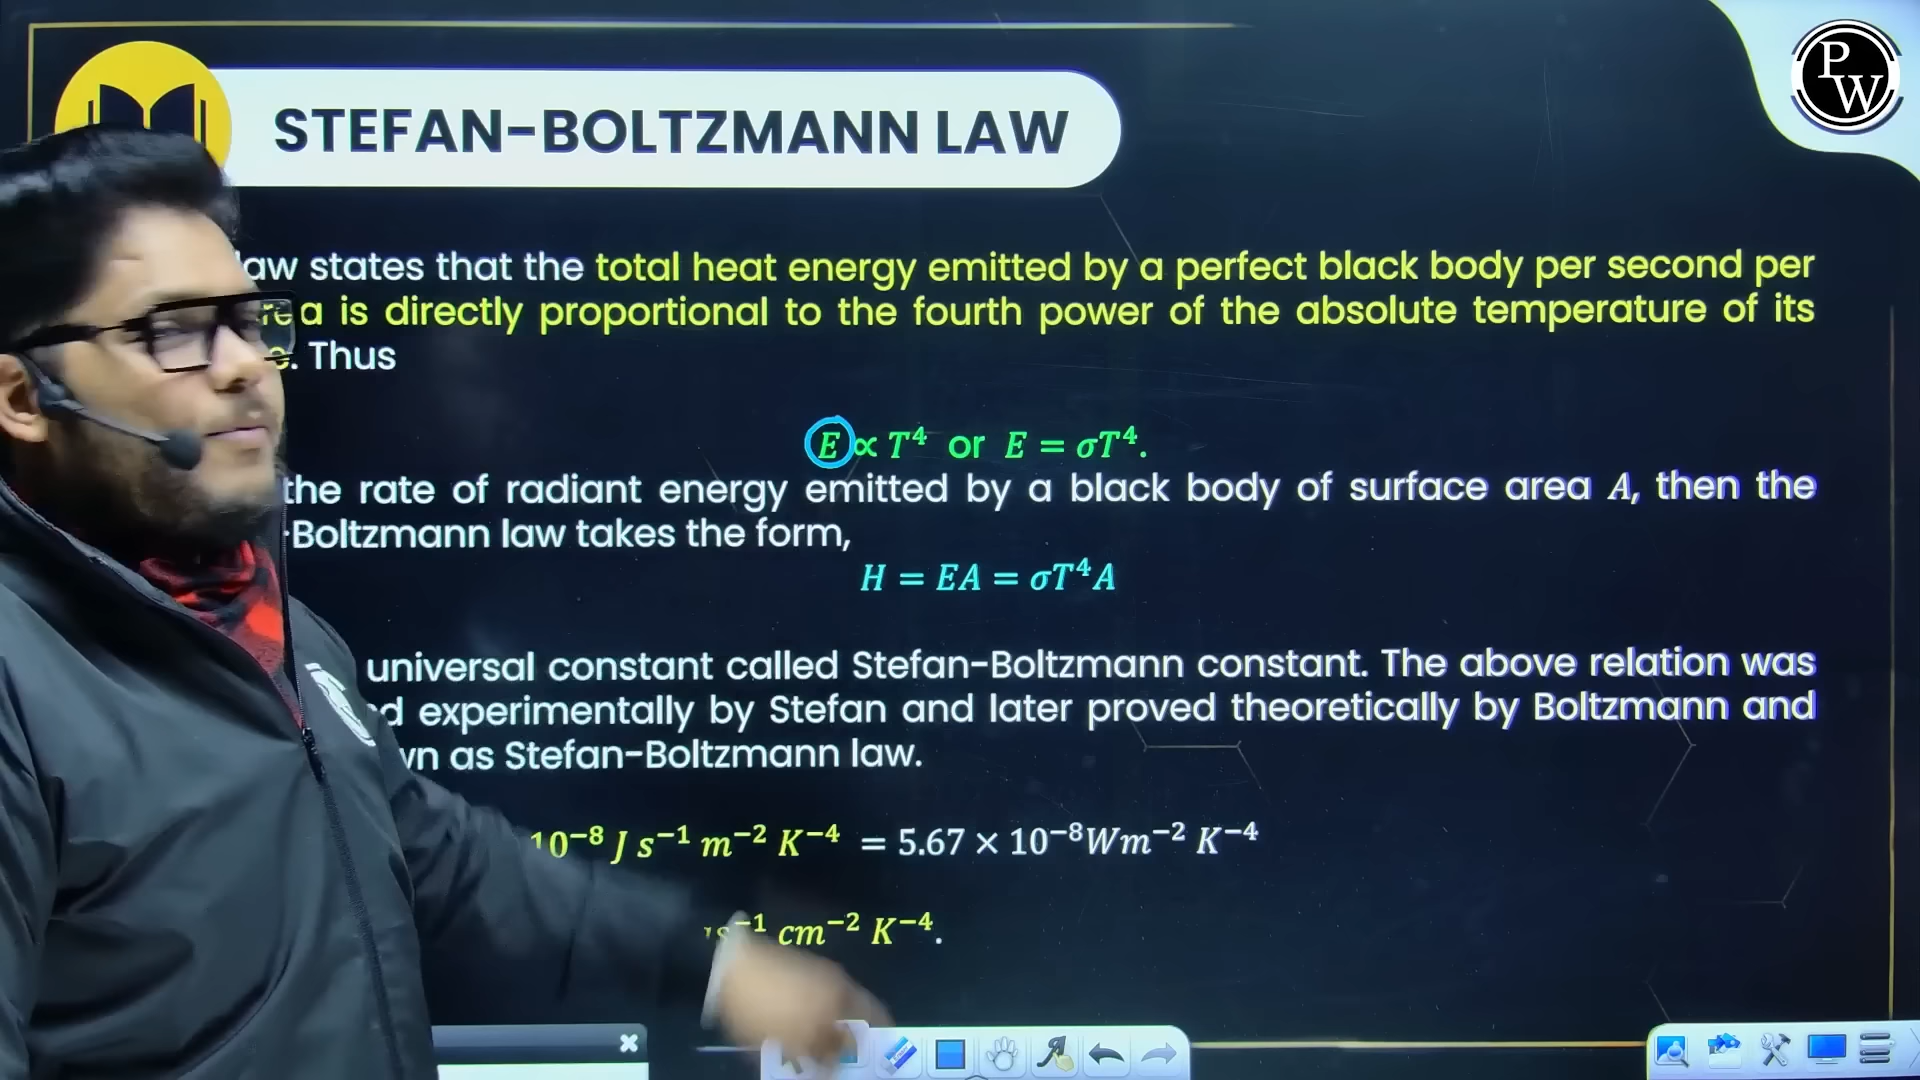 PW
STEFAN-BOLTZMANN LAW
law states that the total heat energy emitted by a perfect black body per second per
is directly proportional to the fourth power of the absolute temperature of its
Thus
E ∝ T⁴ or E = σT⁴.
the rate of radiant energy emitted by a black body of surface area A, then the
-Boltzmann law takes the form,
H = EA = σT⁴A
universal constant called Stefan-Boltzmann constant. The above relation was
experimentally by Stefan and later proved theoretically by Boltzmann and
as Stefan-Boltzmann law.
10⁻⁸ J s⁻¹ m⁻² K⁻⁴ = 5.67 × 10⁻⁸Wm⁻² K⁻⁴
cm⁻² K⁻⁴.